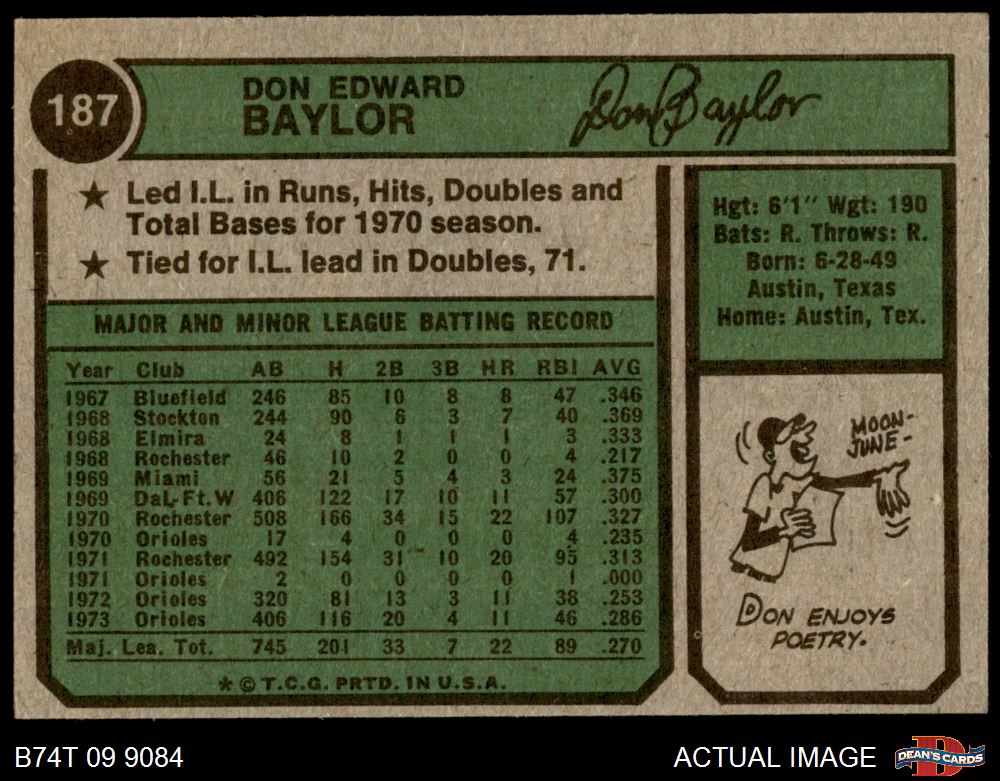 187
DON EDWARD
BAYLOR
Don Baylor
★ Led I.L. in Runs, Hits, Doubles and
Total Bases for 1970 season.
★ Tied for I.L. lead in Doubles, 71.
Hgt: 6'1" Wgt: 190
Bats: R. Throws: R.
Born: 6-28-49
Austin, Texas
Home: Austin, Tex.
MAJOR AND MINOR LEAGUE BATTING RECORD
Year Club AB H 2B 3B HR RBI AVG
1967 Bluefield 246 85 10 8 8 47 .346
1968 Stockton 244 90 6 3 7 40 .369
1968 Elmira 24 8 1 1 1 3 .333
1968 Rochester 46 10 2 0 0 4 .217
1969 Miami 56 21 5 4 3 24 .375
1969 Dal.-Ft. W 406 122 17 10 11 57 .300
1970 Rochester 508 166 34 15 22 107 .327
1970 Orioles 17 4 0 0 0 4 .235
1971 Rochester 492 154 31 10 20 95 .313
1971 Orioles 2 0 0 0 0 1 .000
1972 Orioles 320 81 13 3 11 38 .253
1973 Orioles 406 116 20 4 11 46 .286
Maj. Lea. Tot. 745 201 33 7 22 89 .270
* © T.C.G. PRTD. IN U.S.A.
MOON-
JUNE-
DON ENJOYS
POETRY.
B74T 09 9084
ACTUAL IMAGE
D
DEAN'S CARDS